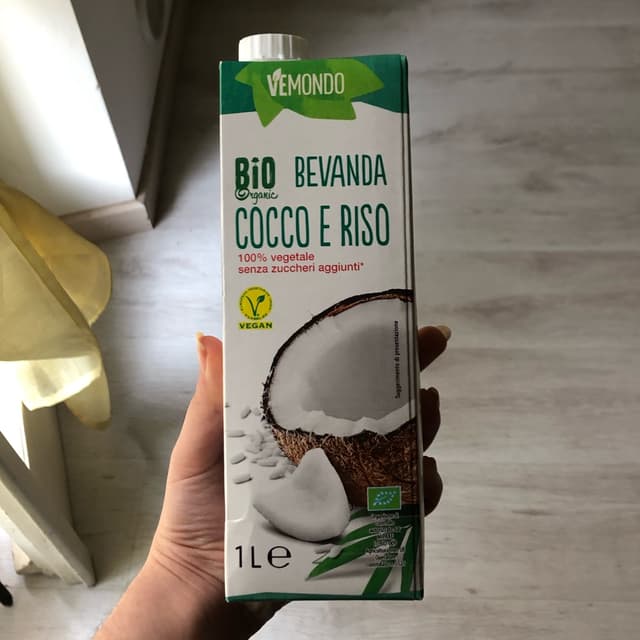 VEMONDO
BIO
Organic
BEVANDA
COCCO E RISO
100% vegetale
senza zuccheri aggiunti*
VEGAN
Suggerimento di presentazione
1L e